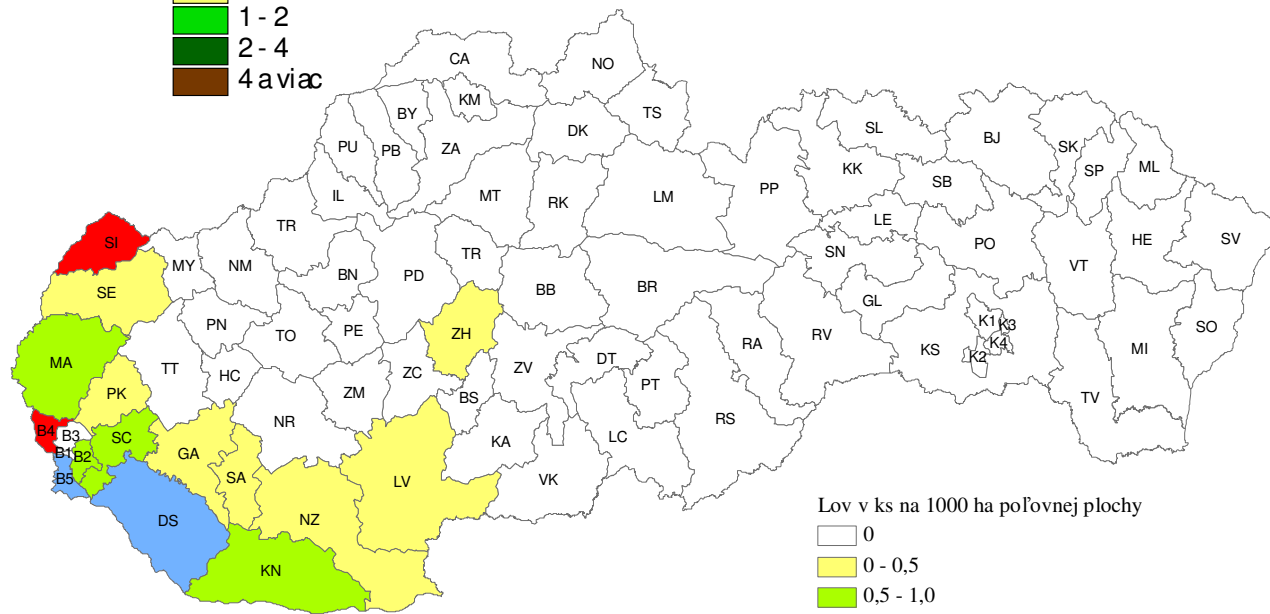 1 - 2
2 - 4
4 a viac
CA
NO
KM
BY
TS
PU
PB
ZA
DK
SL
BJ
SK
SP
ML
IL
MT
RK
LM
PP
KK
SB
TR
LE
SI
MY
NM
BN
PD
TR
SN
PO
HE
SV
VT
SE
BB
BR
GL
PN
TO
PE
ZH
RV
KS
K1
K3
K4
K2
SO
MA
TT
HC
ZM
ZC
ZV
DT
RA
MI
PK
BS
PT
TV
B4
B3
SC
NR
KA
LC
RS
B1
B2
GA
B5
SA
LV
VK
DS
NZ
KN
Lov v ks na 1000 ha poľovnej plochy
0
0 - 0,5
0,5 - 1,0